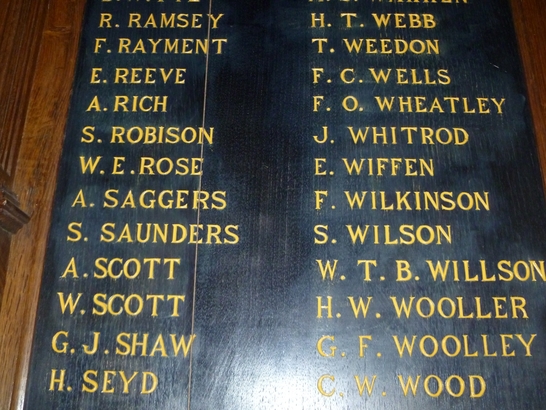 R. RAMSEY
F. RAYMENT
E. REEVE
A. RICH
S. ROBISON
W. E. ROSE
A. SAGGERS
S. SAUNDERS
A. SCOTT
W. SCOTT
G. J. SHAW
H. SEYD
H. T. WEBB
T. WEEDON
F. C. WELLS
F. O. WHEATLEY
J. WHITROD
E. WIFFEN
F. WILKINSON
S. WILSON
W. T. B. WILLSON
H. W. WOOLLER
G. F. WOOLLEY
C. W. WOOD